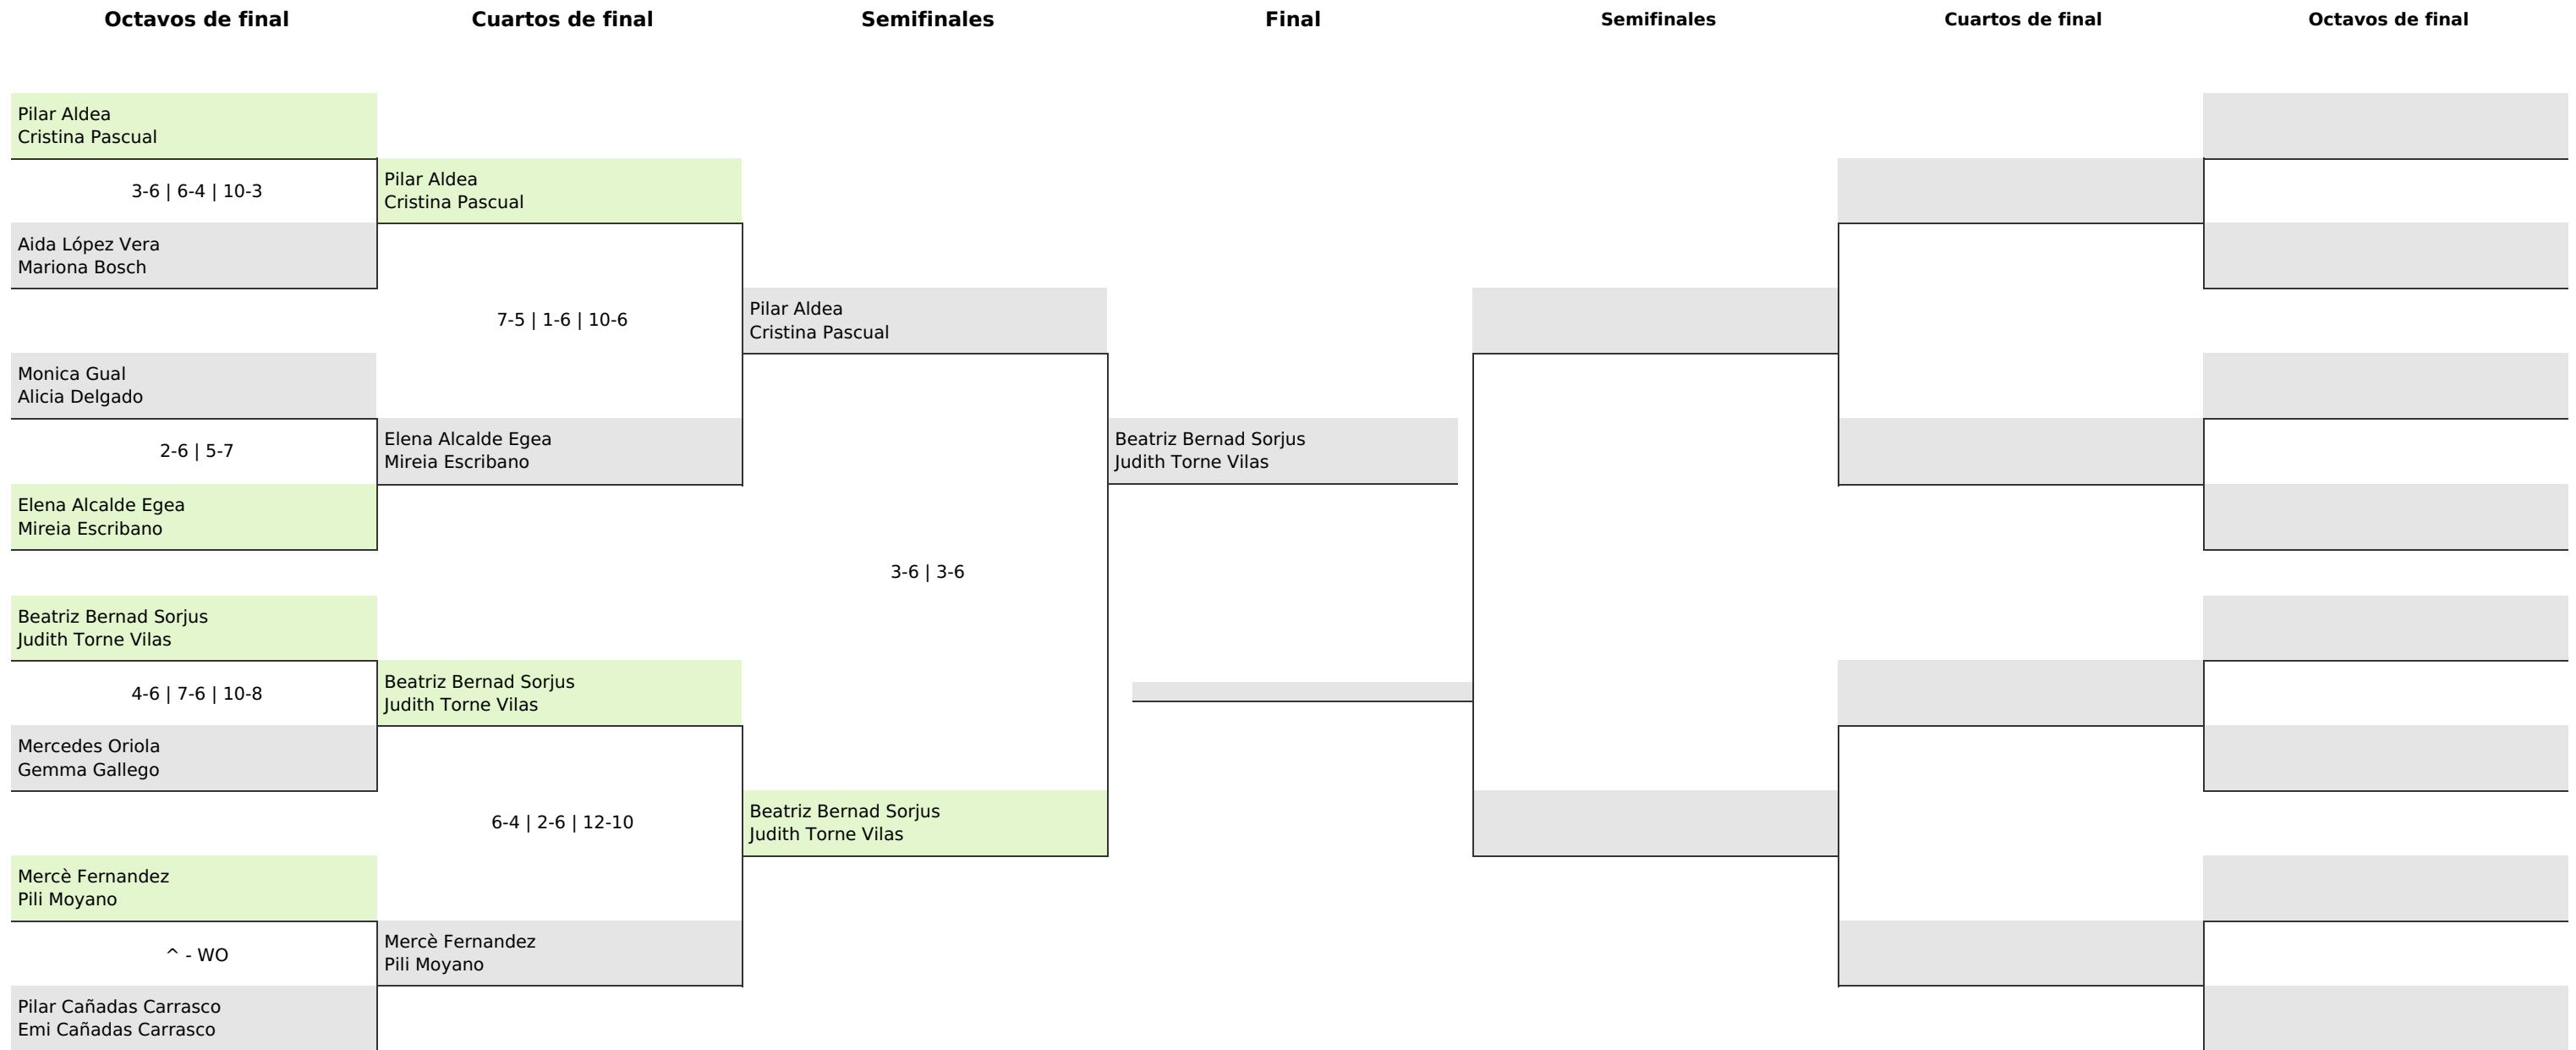 Octavos de final
Cuartos de final
Semifinales
Final
Semifinales
Cuartos de final
Octavos de final
Pilar Aldea
Cristina Pascual
3-6 | 6-4 | 10-3
Aida López Vera
Mariona Bosch
Monica Gual
Alicia Delgado
2-6 | 5-7
Elena Alcalde Egea
Mireia Escribano
Beatriz Bernad Sorjus
Judith Torne Vilas
4-6 | 7-6 | 10-8
Mercedes Oriola
Gemma Gallego
Mercè Fernandez
Pili Moyano
^ - WO
Pilar Cañadas Carrasco
Emi Cañadas Carrasco
Pilar Aldea
Cristina Pascual
7-5 | 1-6 | 10-6
Elena Alcalde Egea
Mireia Escribano
Beatriz Bernad Sorjus
Judith Torne Vilas
6-4 | 2-6 | 12-10
Mercè Fernandez
Pili Moyano
Pilar Aldea
Cristina Pascual
3-6 | 3-6
Beatriz Bernad Sorjus
Judith Torne Vilas
Beatriz Bernad Sorjus
Judith Torne Vilas